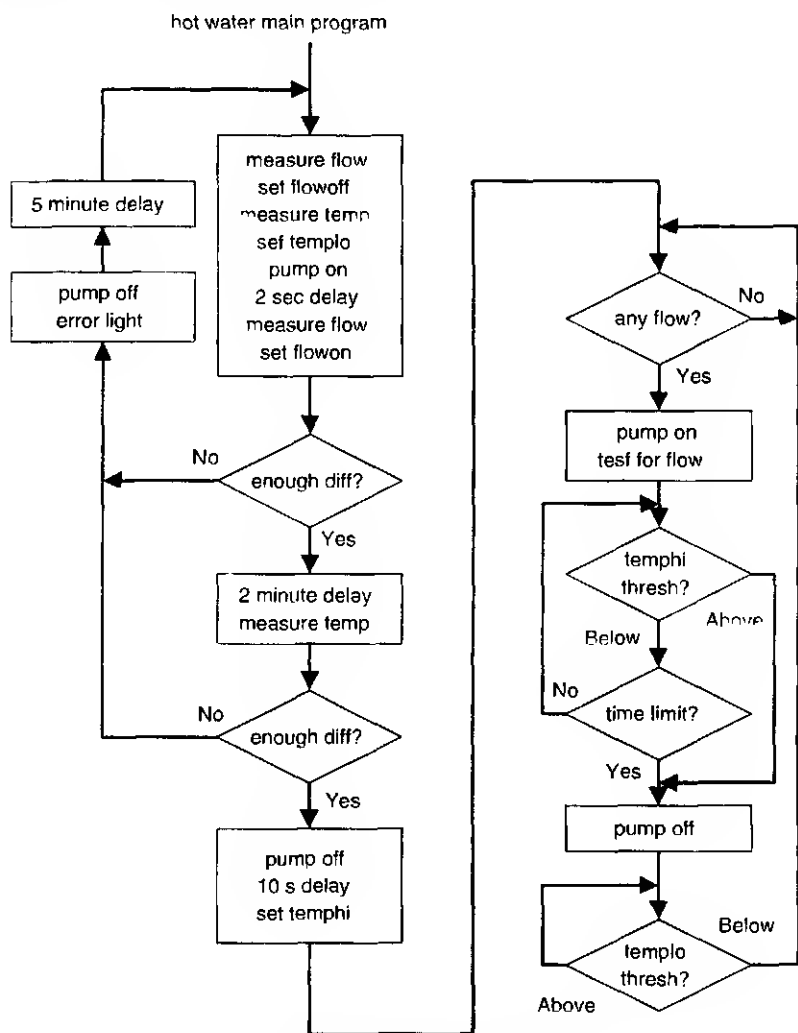 hot water main program
measure flow
set flowoff
measure temp
sef templo
pump on
2 sec delay
measure flow
set flowon
5 minute delay
pump off
error light
No
enough diff?
Yes
2 minute delay
measure temp
No
enough diff?
Yes
pump off
10 s delay
set temphi
any flow?
No
Yes
pump on
tesf for flow
temphi
thresh?
Above
Below
No
time limit?
Yes
pump off
Below
templo
thresh?
Above